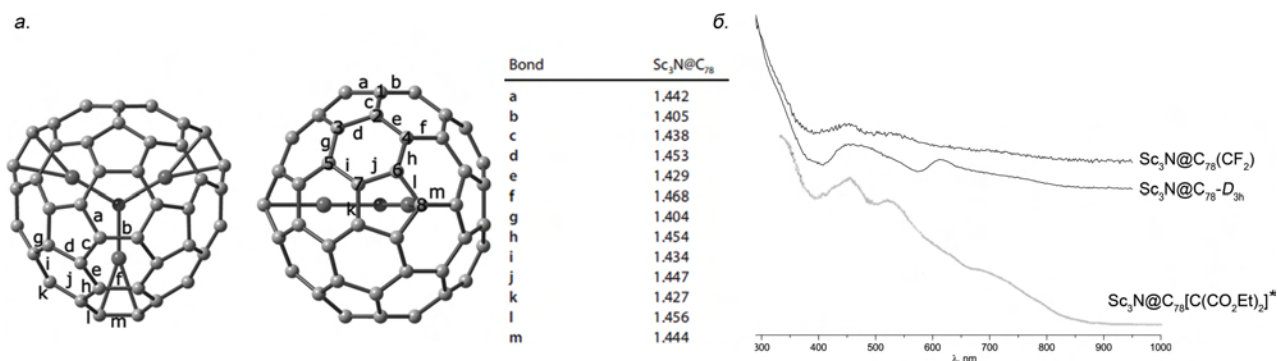 а.
a b
1
c
2
e
3
d
4
f
g
h
5
i
j
6
7
l
m
k
8
a
b
g
d
c
i
e
j
f
k
h
l
m
Bond Sc₃N@C₇₈
a 1.442
b 1.405
c 1.438
d 1.453
e 1.429
f 1.468
g 1.404
h 1.454
i 1.434
j 1.447
k 1.427
l 1.456
m 1.444
б.
Sc₃N@C₇₈(CF₂)
Sc₃N@C₇₈-D₃ₕ
Sc₃N@C₇₈[C(CO₂Et)₂]*
300 400 500 600 700 800 900 1000
λ, nm